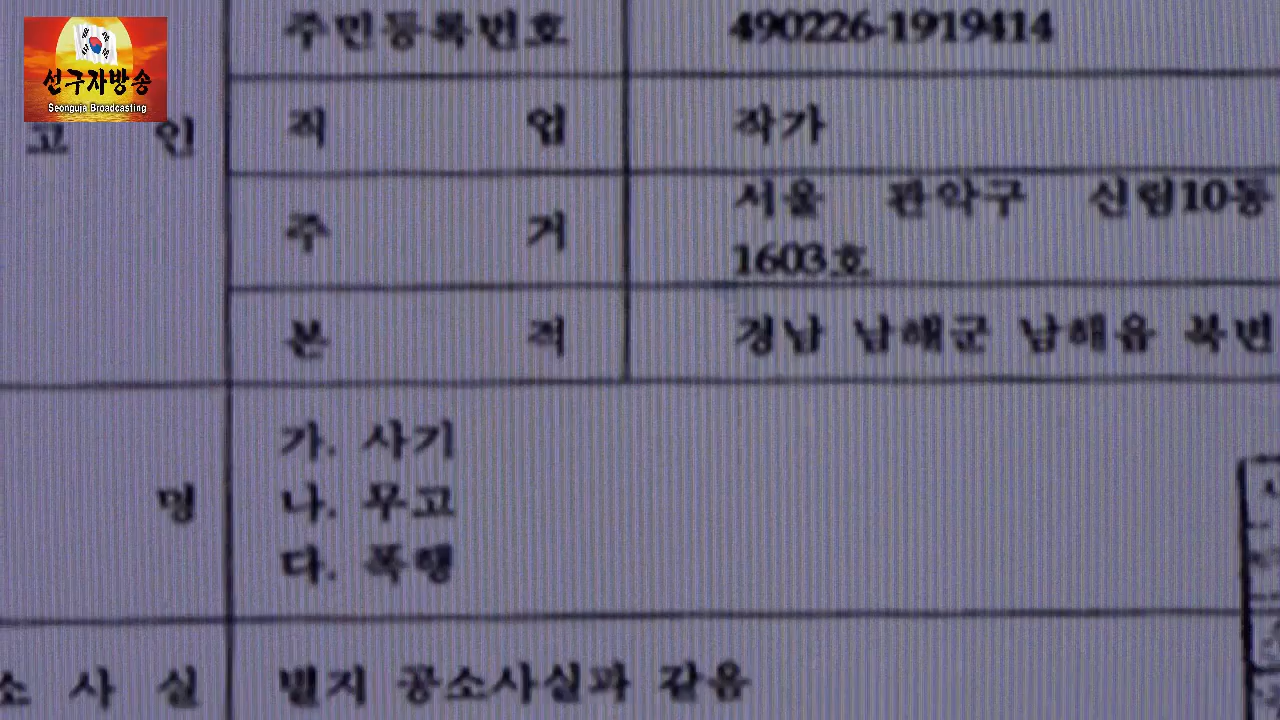 선구자방송
Seonguja Broadcasting
주민등록번호 490226-1919414
고 인 직 업 작가
주 거 서울 관악구 신림10동
1603호
본 적 경남 남해군 남해읍 북변
가. 사기
명 나. 무고
다. 폭행
소 사 실 별지 공소사실과 같음